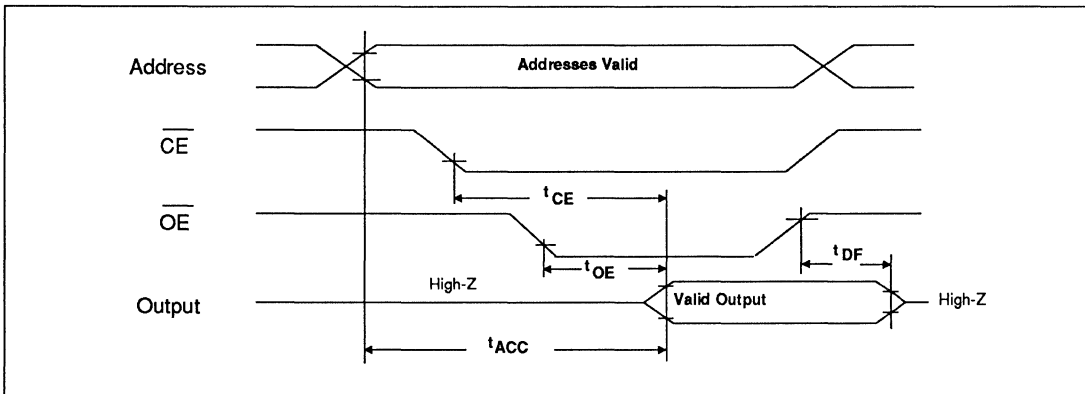 Address
Addresses Valid
CE
tCE
OE
tOE
tDF
High-Z
Output
Valid Output
High-Z
tACC